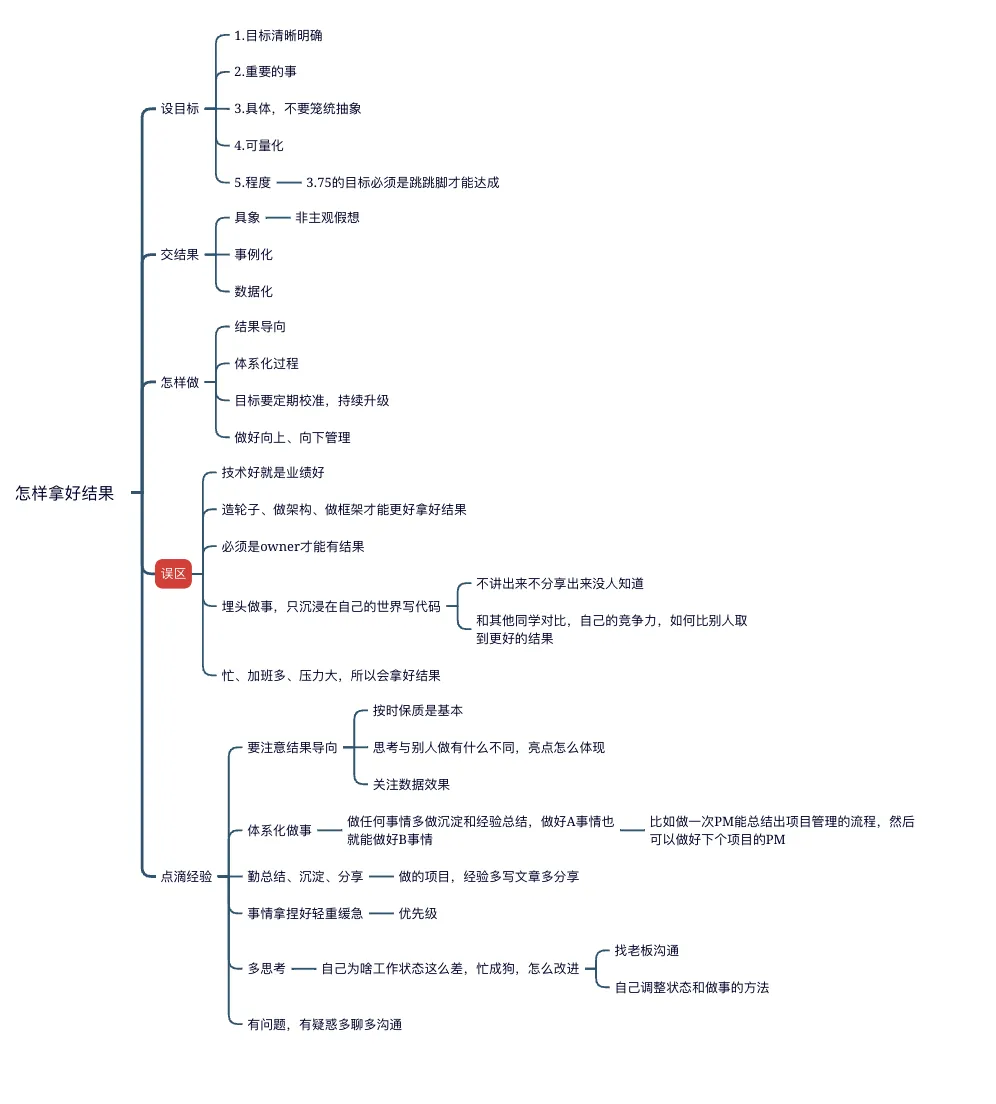 怎样拿好结果
设目标
1.目标清晰明确
2.重要的事
3.具体，不要笼统抽象
4.可量化
5.程度
3.75的目标必须是跳跳脚才能达成
交结果
具象
非主观假想
事例化
数据化
怎样做
结果导向
体系化过程
目标要定期校准，持续升级
做好向上、向下管理
误区
技术好就是业绩好
造轮子、做架构、做框架才能更好拿好结果
必须是owner才能有结果
埋头做事，只沉浸在自己的世界写代码
不讲出来不分享出来没人知道
和其他同学对比，自己的竞争力，如何比别人取
到更好的结果
忙、加班多、压力大，所以会拿好结果
点滴经验
要注意结果导向
按时保质是基本
思考与别人做有什么不同，亮点怎么体现
关注数据效果
体系化做事
做任何事情多做沉淀和经验总结，做好A事情也
就能做好B事情
比如做一次PM能总结出项目管理的流程，然后
可以做好下个项目的PM
勤总结、沉淀、分享
做的项目，经验多写文章多分享
事情拿捏好轻重缓急
优先级
多思考
自己为啥工作状态这么差，忙成狗，怎么改进
找老板沟通
自己调整状态和做事的方法
有问题，有疑惑多聊多沟通